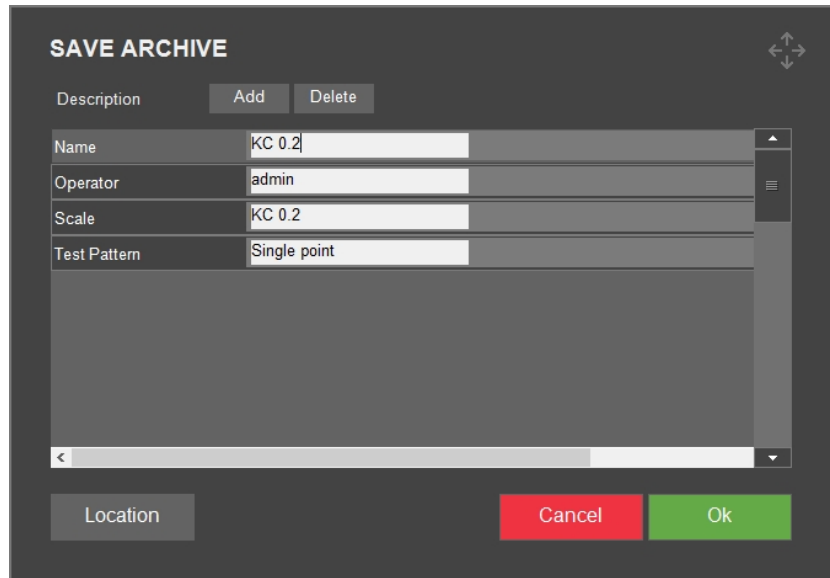 SAVE ARCHIVE
Description Add Delete
Name KC 0.2
Operator admin
Scale KC 0.2
Test Pattern Single point
Location Cancel Ok